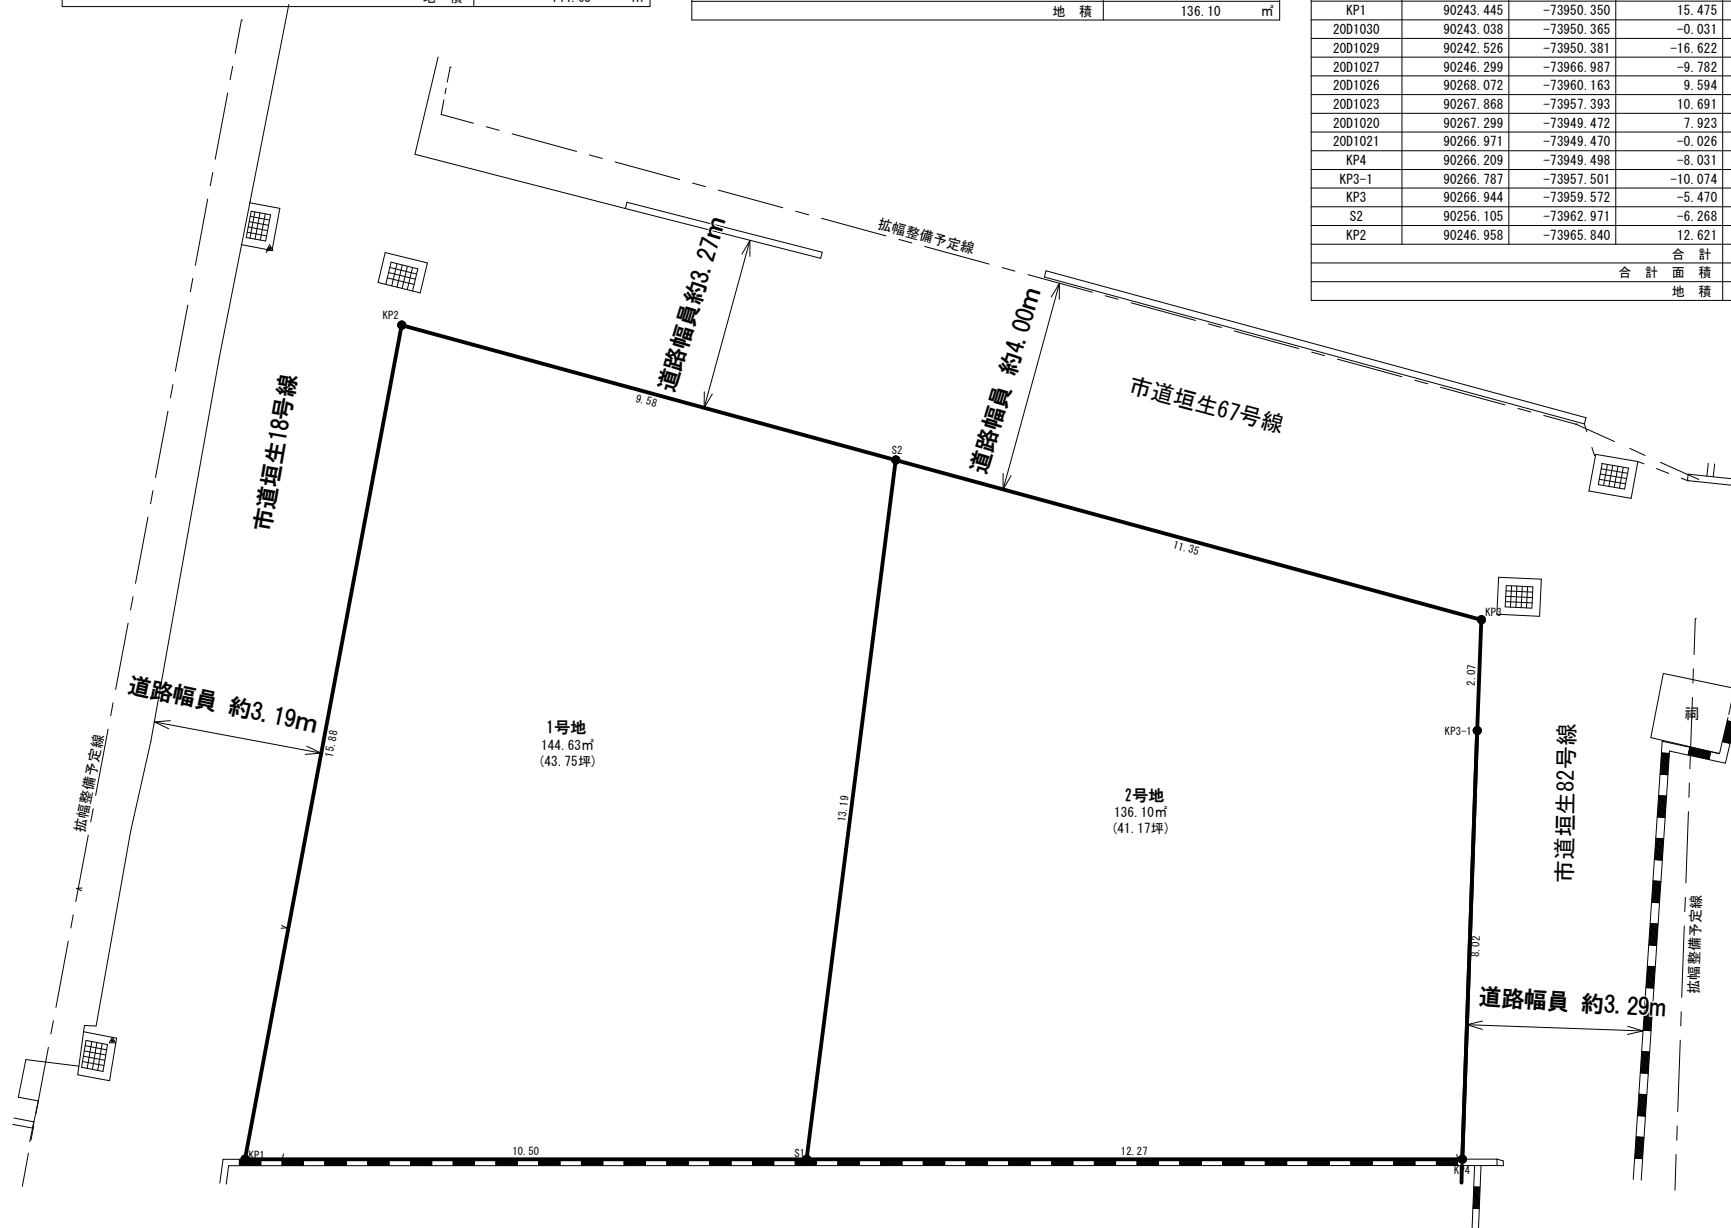 地 積 136.10 ㎡
KP1 90243.445 -73950.350 15.475
20D1030 90243.038 -73950.365 -0.031
20D1029 90242.526 -73950.381 -16.622
20D1027 90246.299 -73966.987 -9.782
20D1026 90268.072 -73960.163 9.594
20D1023 90267.868 -73957.393 10.691
20D1020 90267.299 -73949.472 7.923
20D1021 90266.971 -73949.470 -0.026
KP4 90266.209 -73949.498 -8.031
KP3-1 90266.787 -73957.501 -10.074
KP3 90266.944 -73959.572 -5.470
S2 90256.105 -73962.971 -6.268
KP2 90246.958 -73965.840 12.621
合 計
合 計 面 積
地 積
拡幅整備予定線
道路幅員約3.27m
道路幅員 約4.00m
市道垣生67号線
KP2
9.58
S2
11.35
KP3
市道垣生18号線
道路幅員 約3.19m
拡幅整備予定線
15.88
1号地
144.63㎡
(43.75坪)
13.19
2号地
136.10㎡
(41.17坪)
2.07
KP3-1
祠
市道垣生82号線
8.02
拡幅整備予定線
道路幅員 約3.29m
KP1
10.50
S1
12.27
KP4